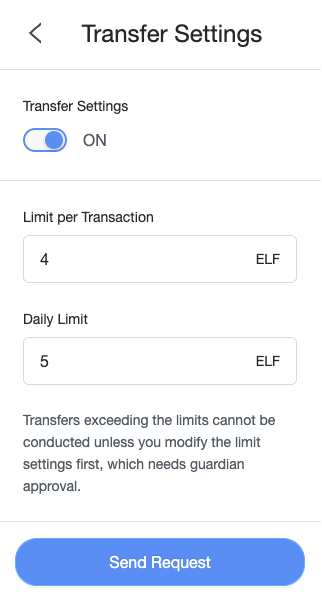 Transfer Settings
Transfer Settings
ON
Limit per Transaction
4 ELF
Daily Limit
5 ELF
Transfers exceeding the limits cannot be
conducted unless you modify the limit
settings first, which needs guardian
approval.
Send Request